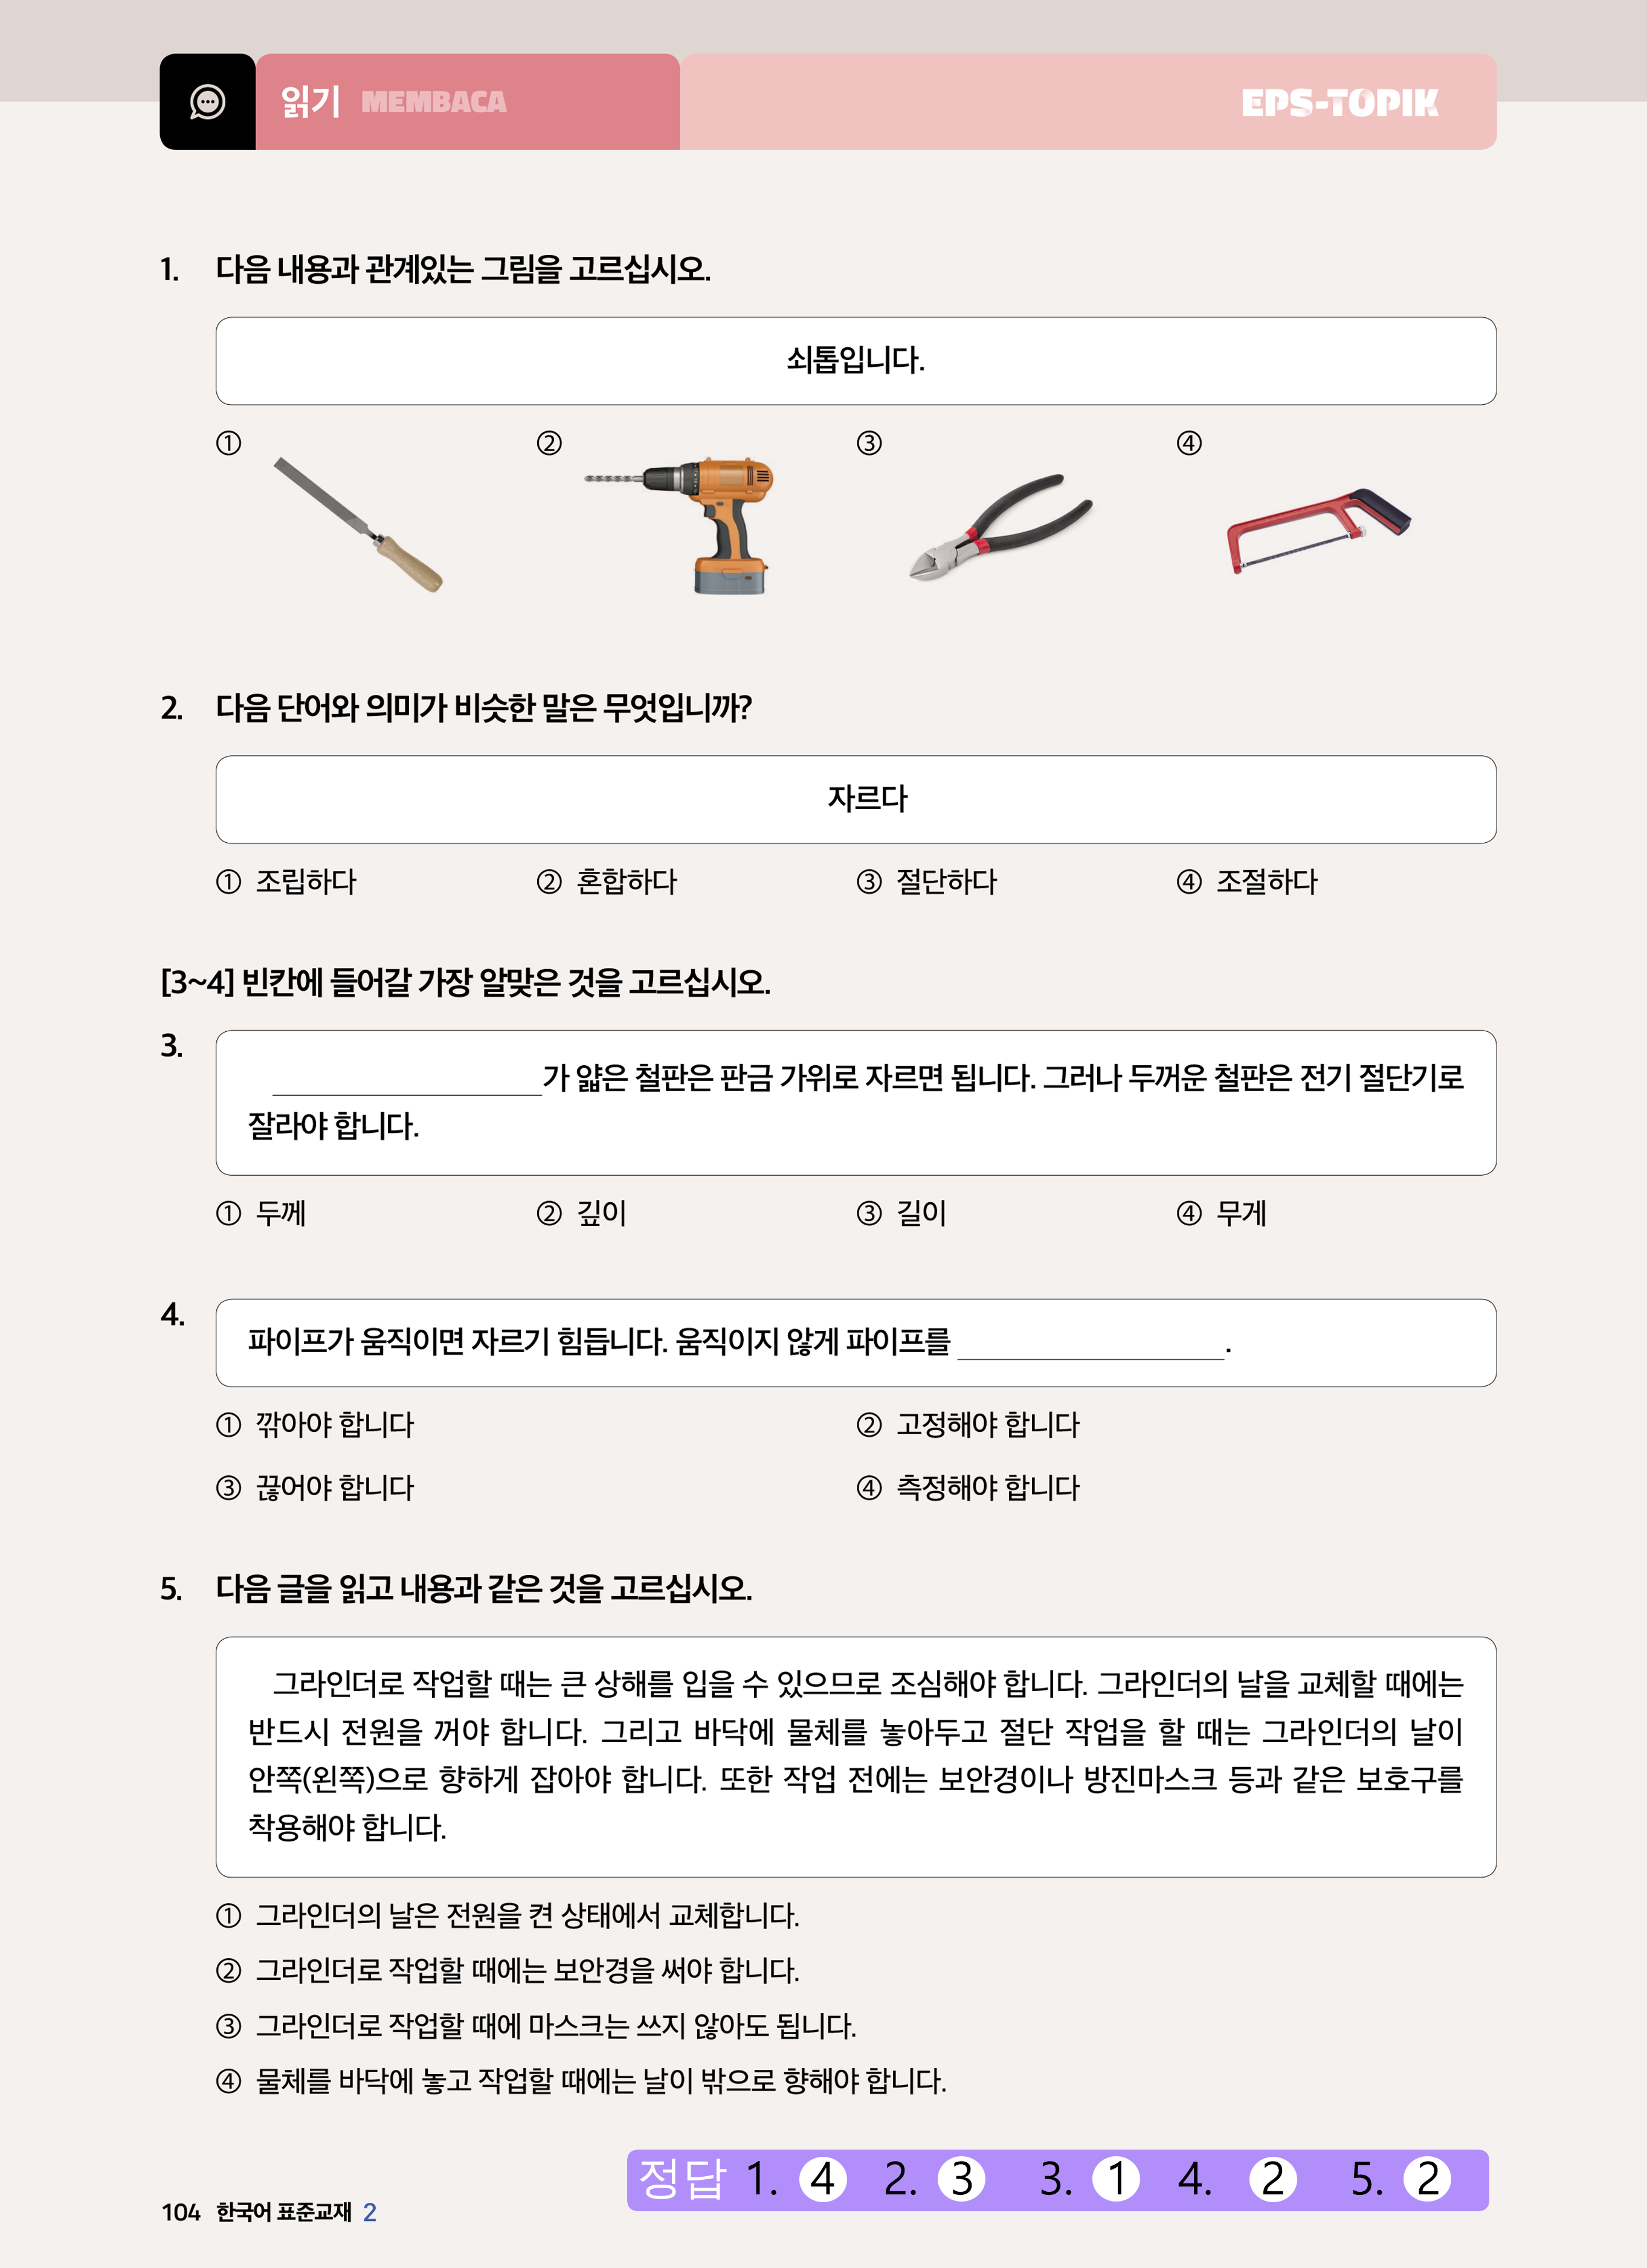 읽기 MEMBACA
EPS-TOPIK
1. 다음 내용과 관계있는 그림을 고르십시오.
쇠톱입니다.
① ② ③ ④
2. 다음 단어와 의미가 비슷한 말은 무엇입니까?
자르다
① 조립하다 ② 혼합하다 ③ 절단하다 ④ 조절하다
[3~4] 빈칸에 들어갈 가장 알맞은 것을 고르십시오.
3. ____________________가 얇은 철판은 판금 가위로 자르면 됩니다. 그러나 두꺼운 철판은 전기 절단기로
잘라야 합니다.
① 두께 ② 깊이 ③ 길이 ④ 무게
4. 파이프가 움직이면 자르기 힘듭니다. 움직이지 않게 파이프를 ____________________.
① 깎아야 합니다 ② 고정해야 합니다
③ 끊어야 합니다 ④ 측정해야 합니다
5. 다음 글을 읽고 내용과 같은 것을 고르십시오.
그라인더로 작업할 때는 큰 상해를 입을 수 있으므로 조심해야 합니다. 그라인더의 날을 교체할 때에는
반드시 전원을 꺼야 합니다. 그리고 바닥에 물체를 놓아두고 절단 작업을 할 때는 그라인더의 날이
안쪽(왼쪽)으로 향하게 잡아야 합니다. 또한 작업 전에는 보안경이나 방진마스크 등과 같은 보호구를
착용해야 합니다.
① 그라인더의 날은 전원을 켠 상태에서 교체합니다.
② 그라인더로 작업할 때에는 보안경을 써야 합니다.
③ 그라인더로 작업할 때에 마스크는 쓰지 않아도 됩니다.
④ 물체를 바닥에 놓고 작업할 때에는 날이 밖으로 향해야 합니다.
정답 1. 4 2. 3 3. 1 4. 2 5. 2
104 한국어 표준교재 2